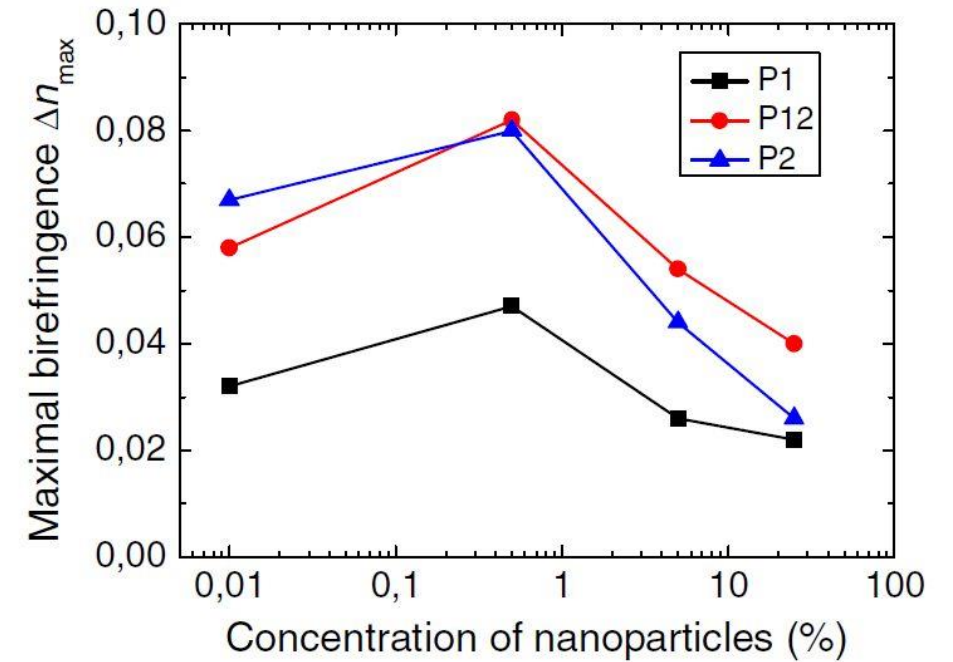 Maximal birefringence Δn_max
0,10
0,08
0,06
0,04
0,02
0,00
P1
P12
P2
0,01 0,1 1 10 100
Concentration of nanoparticles (%)